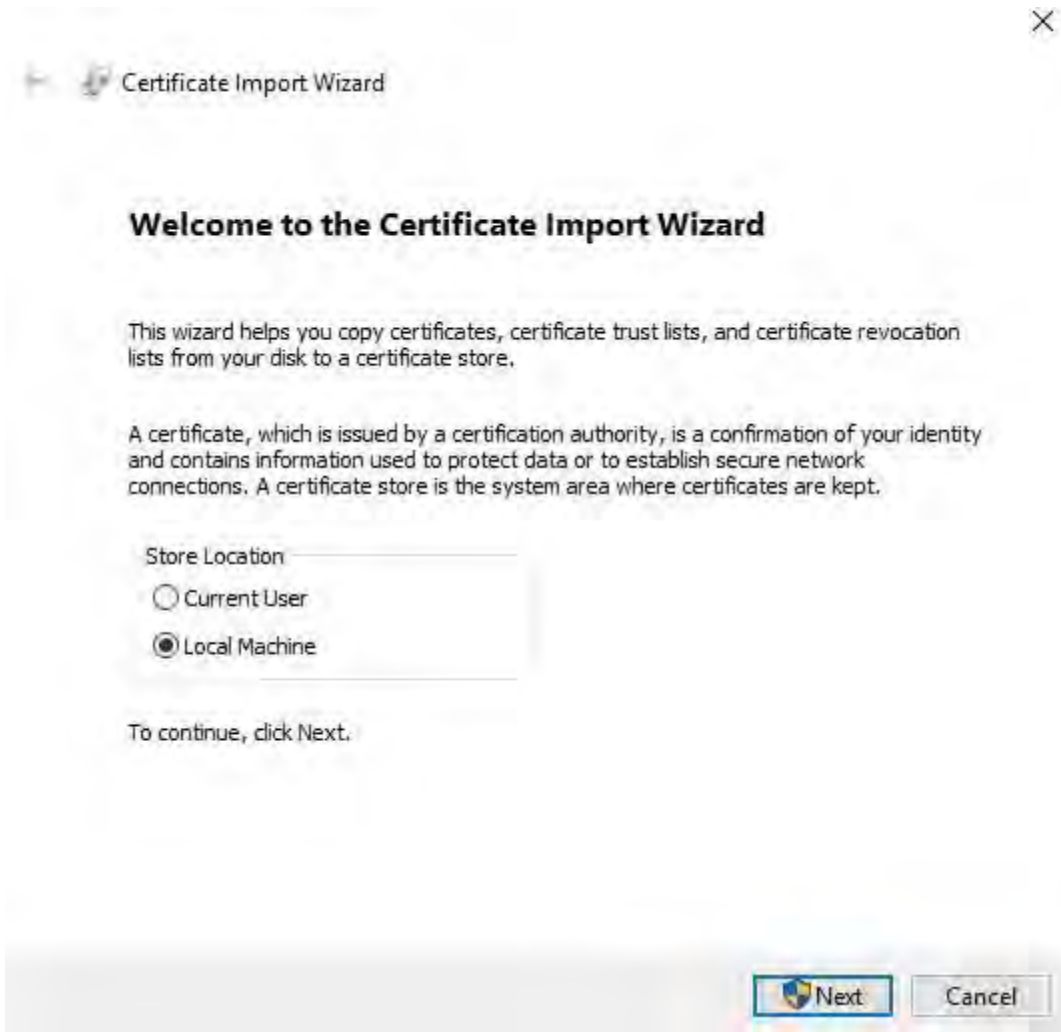 Certificate Import Wizard
Welcome to the Certificate Import Wizard
This wizard helps you copy certificates, certificate trust lists, and certificate revocation
lists from your disk to a certificate store.
A certificate, which is issued by a certification authority, is a confirmation of your identity
and contains information used to protect data or to establish secure network
connections. A certificate store is the system area where certificates are kept.
Store Location
Current User
Local Machine
To continue, click Next.
Next
Cancel